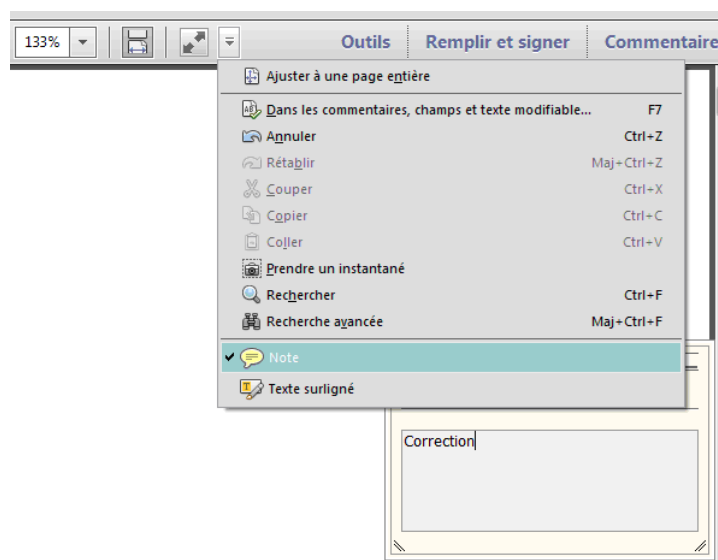 133% Outils Remplir et signer Commentaire
Ajuster à une page entière
Dans les commentaires, champs et texte modifiable... F7
Annuler Ctrl+Z
Rétablir Maj+Ctrl+Z
Couper Ctrl+X
Copier Ctrl+C
Coller Ctrl+V
Prendre un instantané
Rechercher Ctrl+F
Recherche avancée Maj+Ctrl+F
Note
Texte surligné
Correction